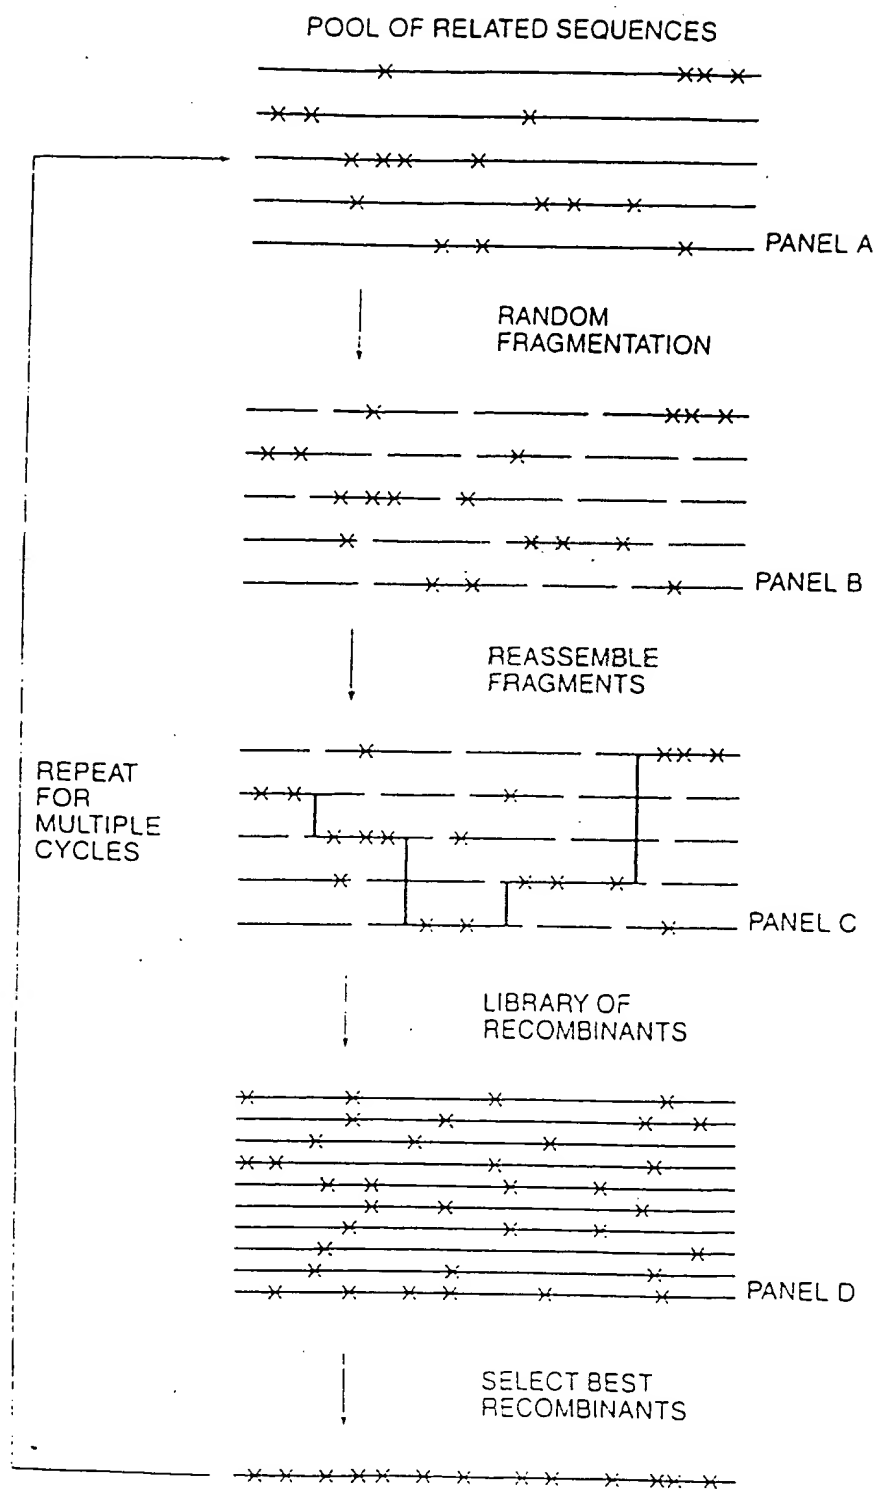 POOL OF RELATED SEQUENCES
PANEL A
RANDOM
FRAGMENTATION
PANEL B
REASSEMBLE
FRAGMENTS
REPEAT
FOR
MULTIPLE
CYCLES
PANEL C
LIBRARY OF
RECOMBINANTS
PANEL D
SELECT BEST
RECOMBINANTS